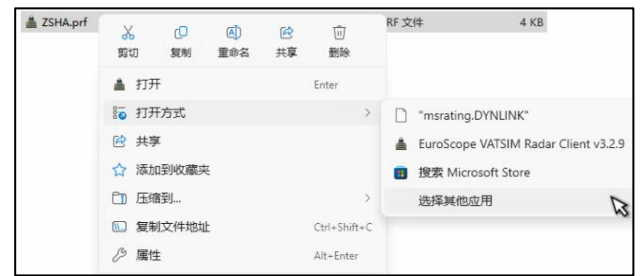 ZSHA.prf RF 文件 4 KB
剪切 复制 重命名 共享 删除
打开 Enter
打开方式
"msrating.DYNLINK"
EuroScope VATSIM Radar Client v3.2.9
搜索 Microsoft Store
选择其他应用
共享
添加到收藏夹
压缩到...
复制文件地址 Ctrl+Shift+C
属性 Alt+Enter